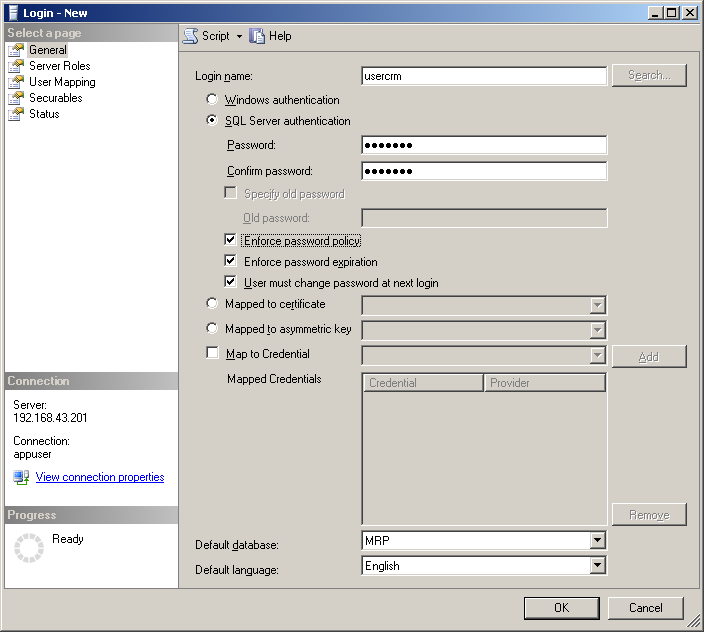 Login - New
Select a page
General
Server Roles
User Mapping
Securables
Status
Script
Help
Login name:
usercrm
Search...
Windows authentication
SQL Server authentication
Password:
●●●●●●●
Confirm password:
●●●●●●●
Specify old password
Old password:
Enforce password policy
Enforce password expiration
User must change password at next login
Mapped to certificate
Mapped to asymmetric key
Map to Credential
Add
Mapped Credentials
Credential
Provider
Remove
Default database:
MRP
Default language:
English
Connection
Server:
192.168.43.201
Connection:
appuser
View connection properties
Progress
Ready
OK
Cancel